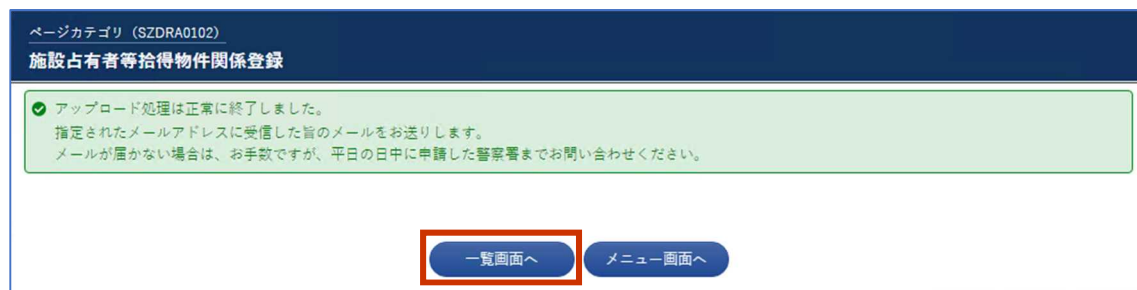 ページカテゴリ（SZDRA0102）
施設占有者等拾得物件関係登録
アップロード処理は正常に終了しました。
指定されたメールアドレスに受信した旨のメールをお送りします。
メールが届かない場合は、お手数ですが、平日の日中に申請した警察署までお問い合わせください。
一覧画面へ
メニュー画面へ